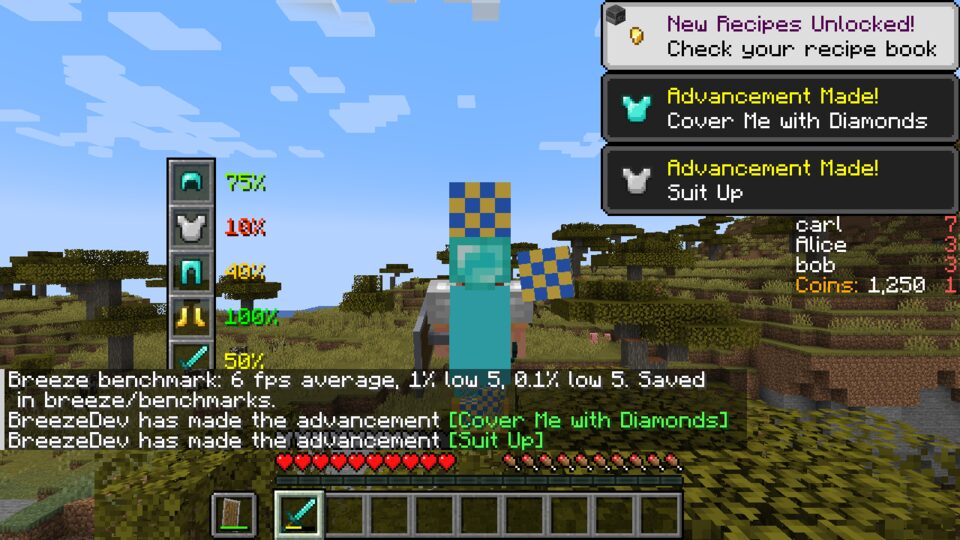 New Recipes Unlocked!
Check your recipe book
Advancement Made!
Cover Me with Diamonds
Advancement Made!
Suit Up
75%
10%
40%
100%
50%
carl 7
Alice 3
bob 3
Coins: 1,250 1
Breeze benchmark: 6 fps average, 1% low 5, 0.1% low 5. Saved
in breeze/benchmarks.
BreezeDev has made the advancement [Cover Me with Diamonds]
BreezeDev has made the advancement [Suit Up]